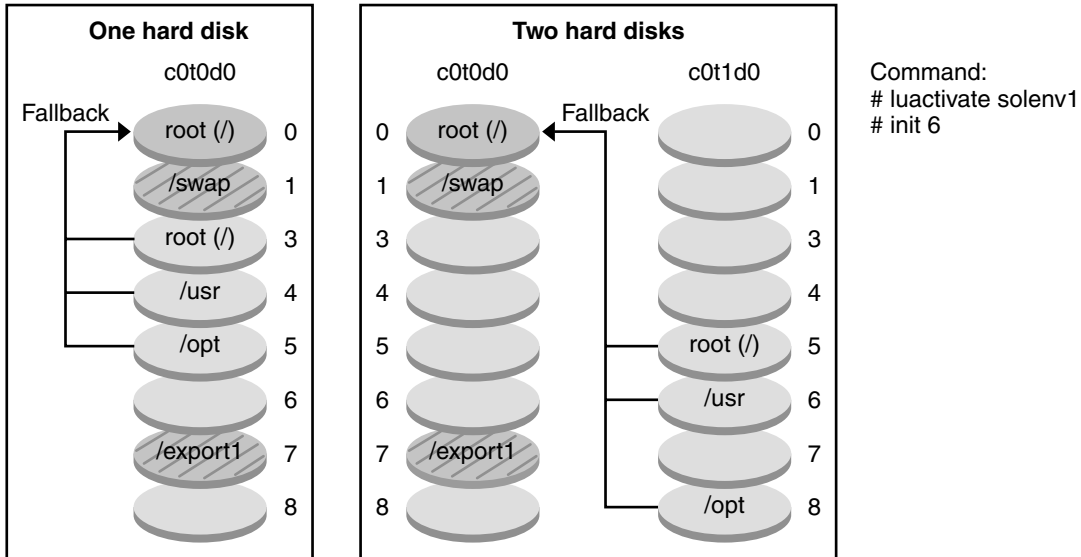 One hard disk
c0t0d0
Fallback
root (/) 0
/swap 1
root (/) 3
/usr 4
/opt 5
6
/export1 7
8
Two hard disks
c0t0d0 c0t1d0
Fallback
0 root (/) 0
1 /swap 1
3 3
4 4
5 root (/) 5
6 /usr 6
7 /export1 7
8 /opt 8
Command:
# luactivate solenv1
# init 6